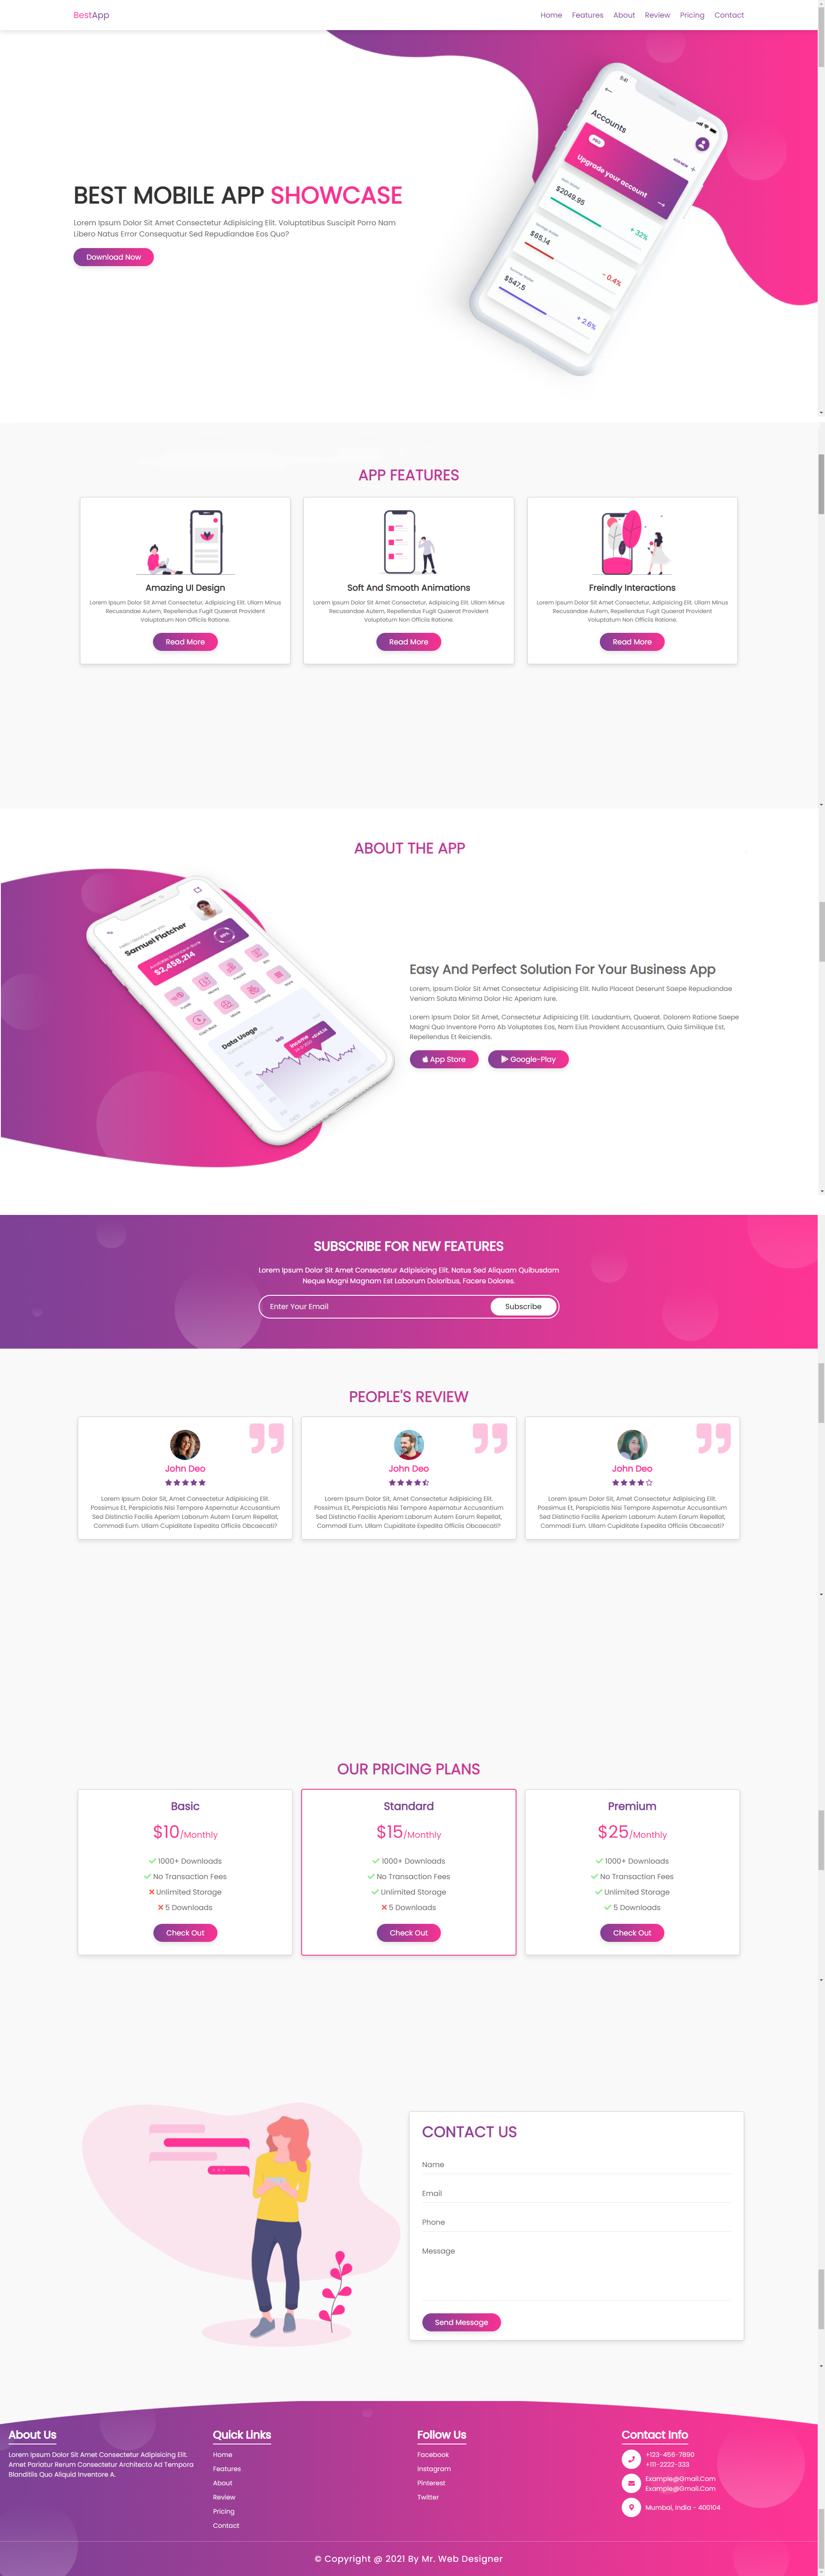 BestApp
Home Features About Review Pricing Contact
9:41
Accounts
ADD NEW +
PRO
Upgrade your account
$2049.95
+ 32%
$65.14
- 0.4%
$547.5
+ 2.6%
BEST MOBILE APP SHOWCASE
Lorem Ipsum Dolor Sit Amet Consectetur Adipisicing Elit. Voluptatibus Suscipit Porro Nam
Libero Natus Error Consequatur Sed Repudiandae Eos Quo?
Download Now
APP FEATURES
Amazing UI Design
Lorem Ipsum Dolor Sit Amet Consectetur, Adipisicing Elit. Ullam Minus
Recusandae Autem, Repellendus Fugit Quaerat Provident
Voluptatum Non Officiis Ratione.
Read More
Soft And Smooth Animations
Lorem Ipsum Dolor Sit Amet Consectetur, Adipisicing Elit. Ullam Minus
Recusandae Autem, Repellendus Fugit Quaerat Provident
Voluptatum Non Officiis Ratione.
Read More
Freindly Interactions
Lorem Ipsum Dolor Sit Amet Consectetur, Adipisicing Elit. Ullam Minus
Recusandae Autem, Repellendus Fugit Quaerat Provident
Voluptatum Non Officiis Ratione.
Read More
ABOUT THE APP
Samuel Flatcher
80%
$2,458,214
Data Usage
Income
Easy And Perfect Solution For Your Business App
Lorem, Ipsum Dolor Sit Amet Consectetur Adipisicing Elit. Nulla Placeat Deserunt Saepe Repudiandae
Veniam Soluta Minima Dolor Hic Aperiam Iure.
Lorem Ipsum Dolor Sit Amet, Consectetur Adipisicing Elit. Laudantium, Quaerat. Dolorem Ratione Saepe
Magni Quo Inventore Porro Ab Voluptates Eos, Nam Eius Provident Accusantium, Quia Similique Est,
Repellendus Et Reiciendis.
App Store
Google-Play
SUBSCRIBE FOR NEW FEATURES
Lorem Ipsum Dolor Sit Amet Consectetur Adipisicing Elit. Natus Sed Aliquam Quibusdam
Neque Magni Magnam Est Laborum Doloribus, Facere Dolores.
Enter Your Email
Subscribe
PEOPLE'S REVIEW
John Deo
Lorem Ipsum Dolor Sit, Amet Consectetur Adipisicing Elit.
Possimus Et, Perspiciatis Nisi Tempore Aspernatur Accusantium
Sed Distinctio Facilis Aperiam Laborum Autem Earum Repellat,
Commodi Eum. Ullam Cupiditate Expedita Officiis Obcaecati?
John Deo
Lorem Ipsum Dolor Sit, Amet Consectetur Adipisicing Elit.
Possimus Et, Perspiciatis Nisi Tempore Aspernatur Accusantium
Sed Distinctio Facilis Aperiam Laborum Autem Earum Repellat,
Commodi Eum. Ullam Cupiditate Expedita Officiis Obcaecati?
John Deo
Lorem Ipsum Dolor Sit, Amet Consectetur Adipisicing Elit.
Possimus Et, Perspiciatis Nisi Tempore Aspernatur Accusantium
Sed Distinctio Facilis Aperiam Laborum Autem Earum Repellat,
Commodi Eum. Ullam Cupiditate Expedita Officiis Obcaecati?
OUR PRICING PLANS
Basic
$10/Monthly
1000+ Downloads
No Transaction Fees
Unlimited Storage
5 Downloads
Check Out
Standard
$15/Monthly
1000+ Downloads
No Transaction Fees
Unlimited Storage
5 Downloads
Check Out
Premium
$25/Monthly
1000+ Downloads
No Transaction Fees
Unlimited Storage
5 Downloads
Check Out
CONTACT US
Name
Email
Phone
Message
Send Message
About Us
Lorem Ipsum Dolor Sit Amet Consectetur Adipisicing Elit.
Amet Pariatur Rerum Consectetur Architecto Ad Tempora
Blanditiis Quo Aliquid Inventore A.
Quick Links
Home
Features
About
Review
Pricing
Contact
Follow Us
Facebook
Instagram
Pinterest
Twitter
Contact Info
+123-456-7890
+111-2222-333
Example@Gmail.Com
Example@Gmail.Com
Mumbai, India - 400104
© Copyright @ 2021 By Mr. Web Designer